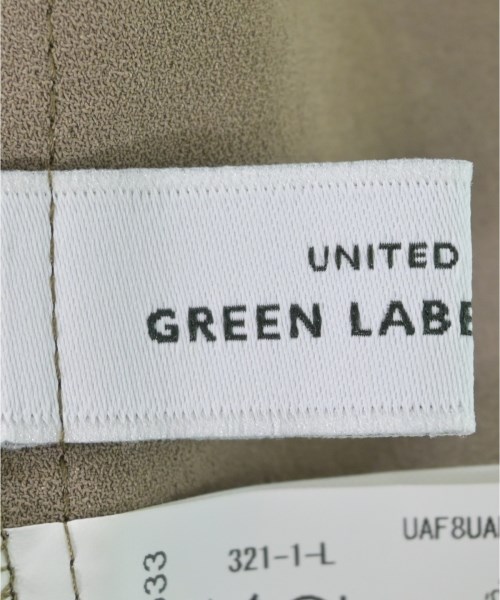 UNITED
GREEN LABE
UAF8UA
321-1-L
33